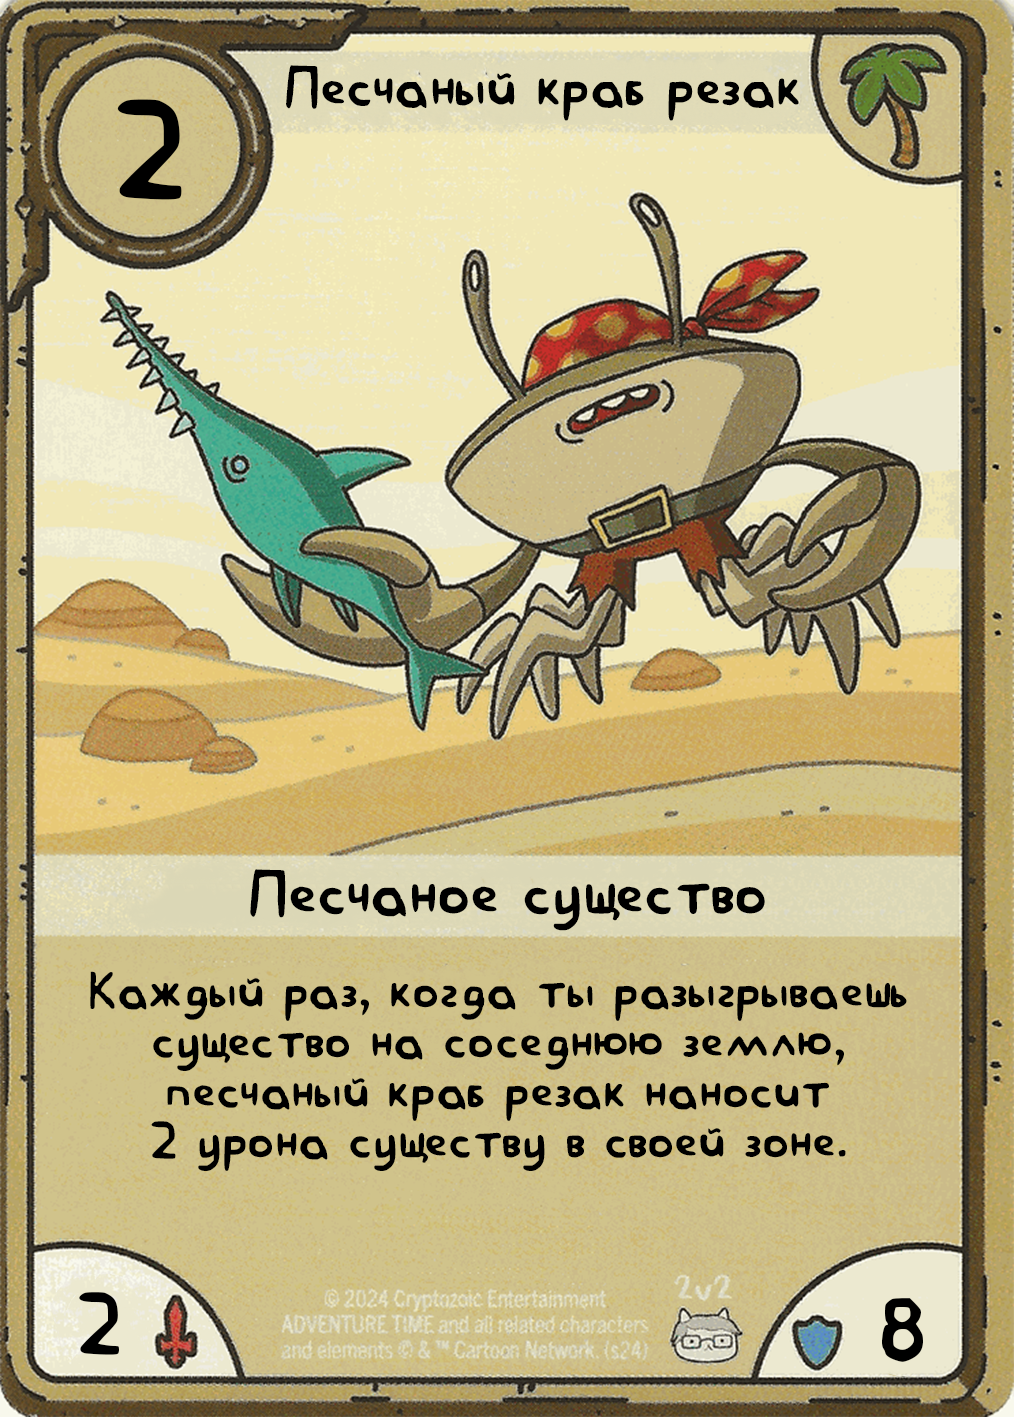 2
Песчаный краб резак
Песчаное существо
Каждый раз, когда ты разыгрываешь
существо на соседнюю землю,
песчаный краб резак наносит
2 урона существу в своей зоне.
2
© 2024 Cryptozoic Entertainment
ADVENTURE TIME and all related characters
and elements © & ™ Cartoon Network. (s24)
2v2
8